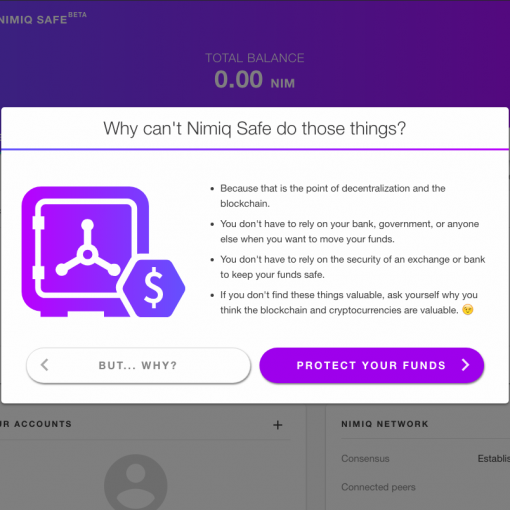 NIMIQ SAFE BETA
TOTAL BALANCE
0.00 NIM
Why can't Nimiq Safe do those things?
• Because that is the point of decentralization and the
blockchain.
• You don't have to rely on your bank, government, or anyone
else when you want to move your funds.
• You don't have to rely on the security of an exchange or bank
to keep your funds safe.
• If you don't find these things valuable, ask yourself why you
think the blockchain and cryptocurrencies are valuable. 😉
$
BUT... WHY?
PROTECT YOUR FUNDS
UR ACCOUNTS
NIMIQ NETWORK
Consensus Establis
Connected peers